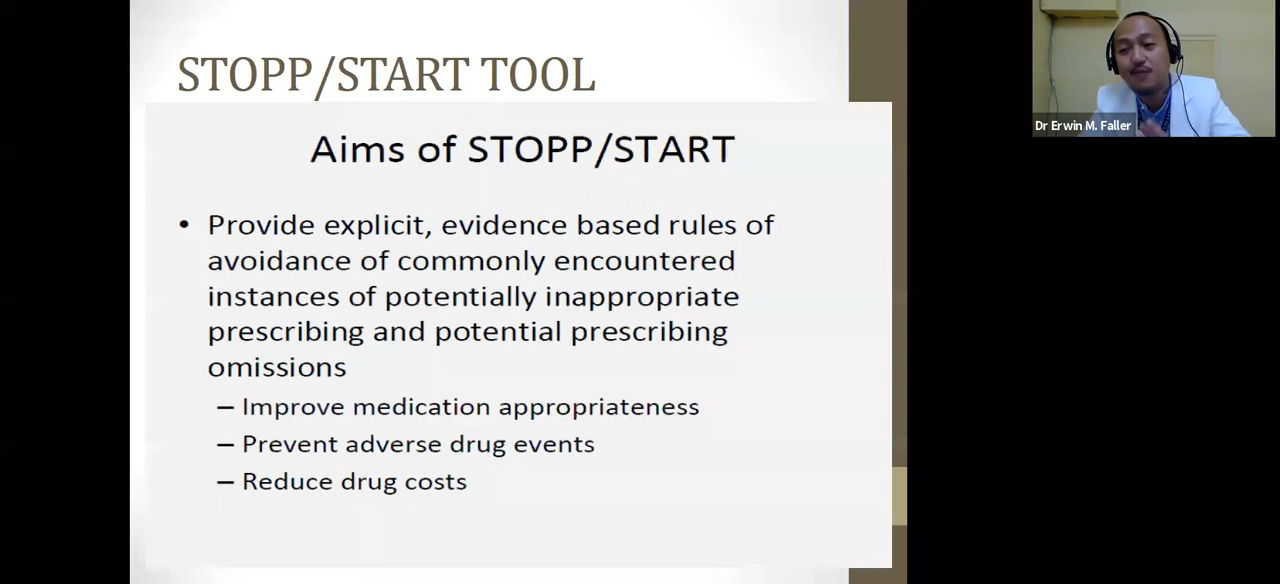 STOPP/START TOOL
Aims of STOPP/START
• Provide explicit, evidence based rules of
avoidance of commonly encountered
instances of potentially inappropriate
prescribing and potential prescribing
omissions
– Improve medication appropriateness
– Prevent adverse drug events
– Reduce drug costs
Dr Erwin M. Faller